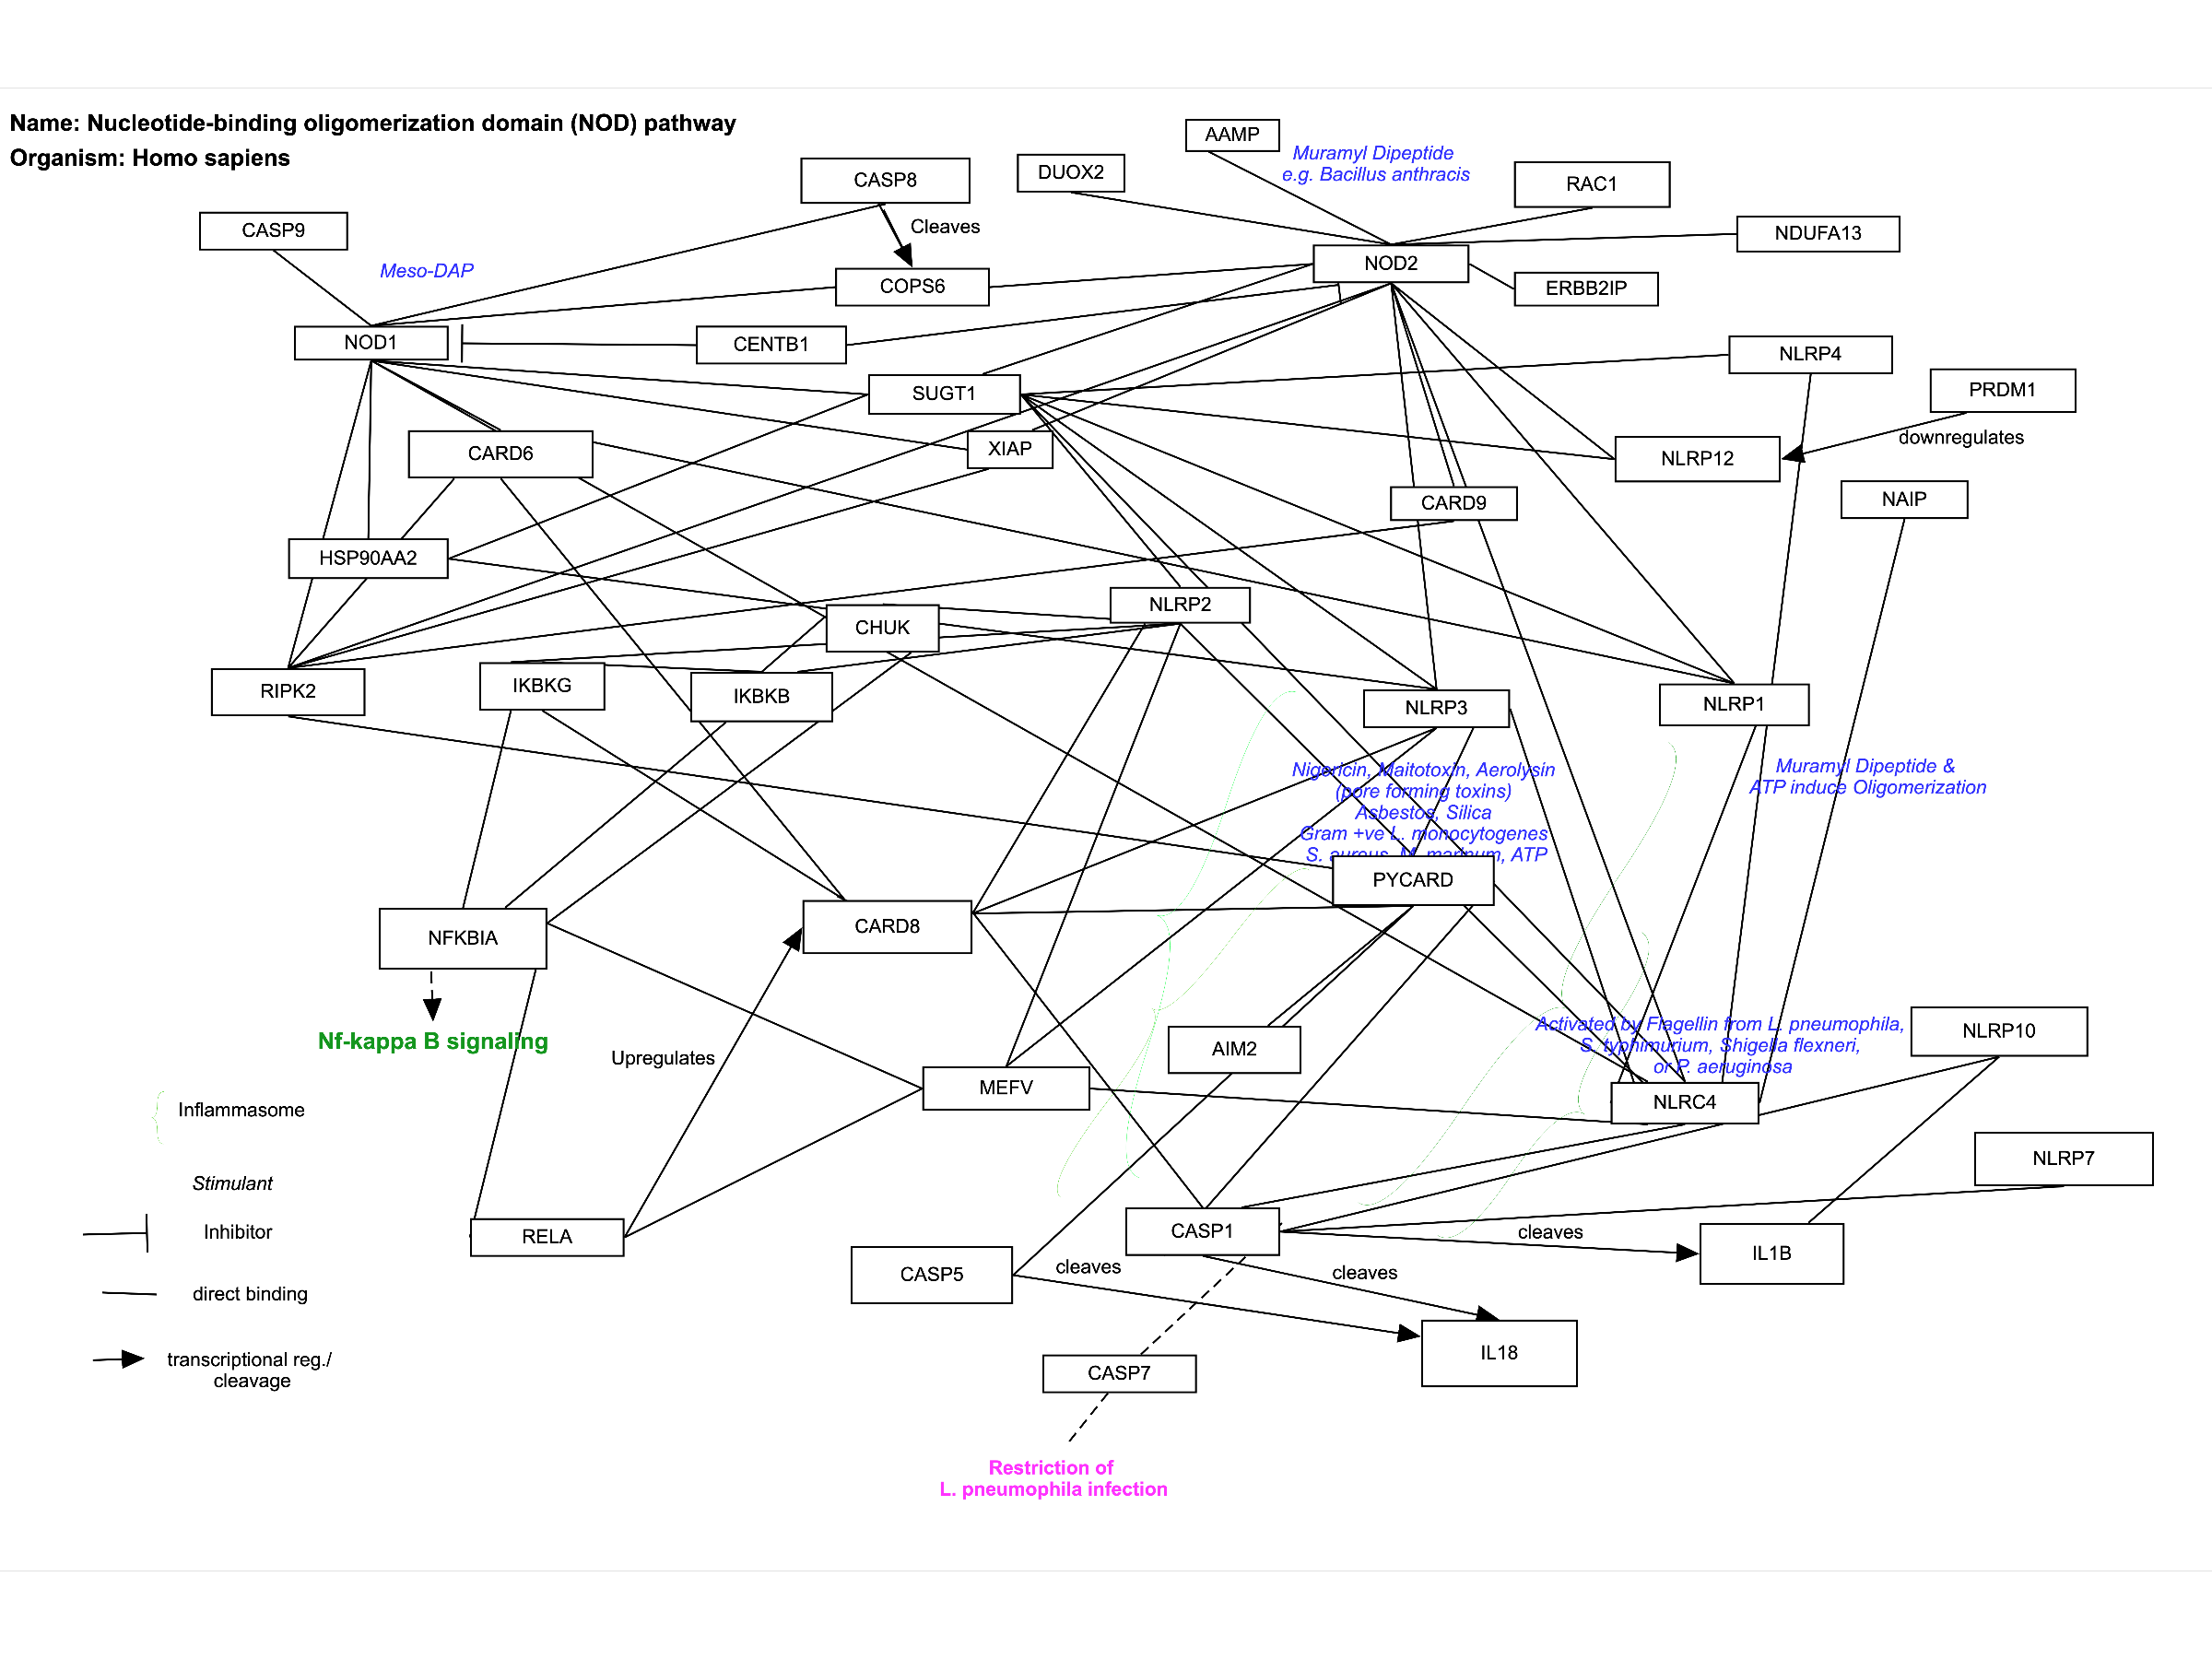 Name: Nucleotide-binding oligomerization domain (NOD) pathway
Organism: Homo sapiens
AAMP
Muramyl Dipeptide
e.g. Bacillus anthracis
DUOX2
CASP8
RAC1
CASP9
Cleaves
NDUFA13
Meso-DAP
NOD2
COPS6
ERBB2IP
NOD1
CENTB1
NLRP4
SUGT1
PRDM1
downregulates
CARD6
XIAP
NLRP12
CARD9
NAIP
HSP90AA2
NLRP2
CHUK
RIPK2
IKBKG
IKBKB
NLRP3
NLRP1
Nigericin, Maitotoxin, Aerolysin
(pore forming toxins)
Asbestos, Silica
Gram +ve L. monocytogenes
S. aureus, M. marinum, ATP
Muramyl Dipeptide &
ATP induce Oligomerization
PYCARD
CARD8
NFKBIA
Nf-kappa B signaling
Upregulates
AIM2
Activated by Flagellin from L. pneumophila,
S. typhimurium, Shigella flexneri,
or P. aeruginosa
NLRP10
MEFV
NLRC4
Inflammasome
NLRP7
Stimulant
Inhibitor
RELA
CASP1
cleaves
IL1B
CASP5
cleaves
cleaves
direct binding
IL18
transcriptional reg./
cleavage
CASP7
Restriction of
L. pneumophila infection